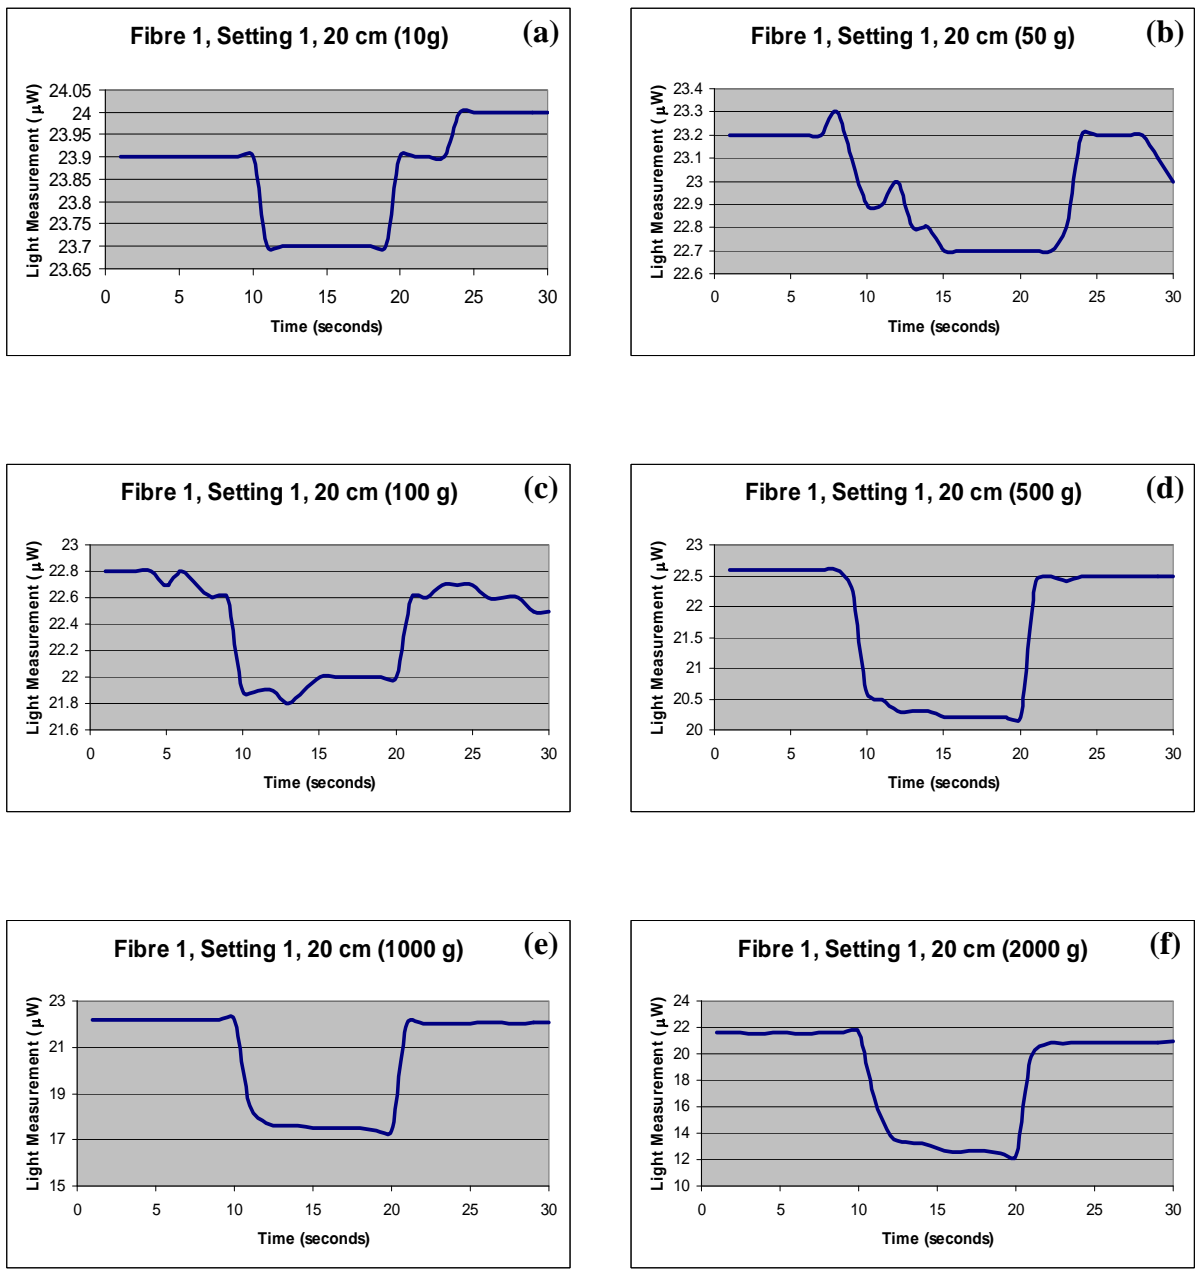 Fibre 1, Setting 1, 20 cm (10g) (a)
Light Measurement ( μW)
24.05
24
23.95
23.9
23.85
23.8
23.75
23.7
23.65
0 5 10 15 20 25 30
Time (seconds)
Fibre 1, Setting 1, 20 cm (50 g) (b)
Light Measurement ( μW)
23.4
23.3
23.2
23.1
23
22.9
22.8
22.7
22.6
0 5 10 15 20 25 30
Time (seconds)
Fibre 1, Setting 1, 20 cm (100 g) (c)
Light Measurement ( μW)
23
22.8
22.6
22.4
22.2
22
21.8
21.6
0 5 10 15 20 25 30
Time (seconds)
Fibre 1, Setting 1, 20 cm (500 g) (d)
Light Measurement ( μW)
23
22.5
22
21.5
21
20.5
20
0 5 10 15 20 25 30
Time (seconds)
Fibre 1, Setting 1, 20 cm (1000 g) (e)
Light Measurement ( μW)
23
21
19
17
15
0 5 10 15 20 25 30
Time (seconds)
Fibre 1, Setting 1, 20 cm (2000 g) (f)
Light Measurement ( μW)
24
22
20
18
16
14
12
10
0 5 10 15 20 25 30
Time (seconds)